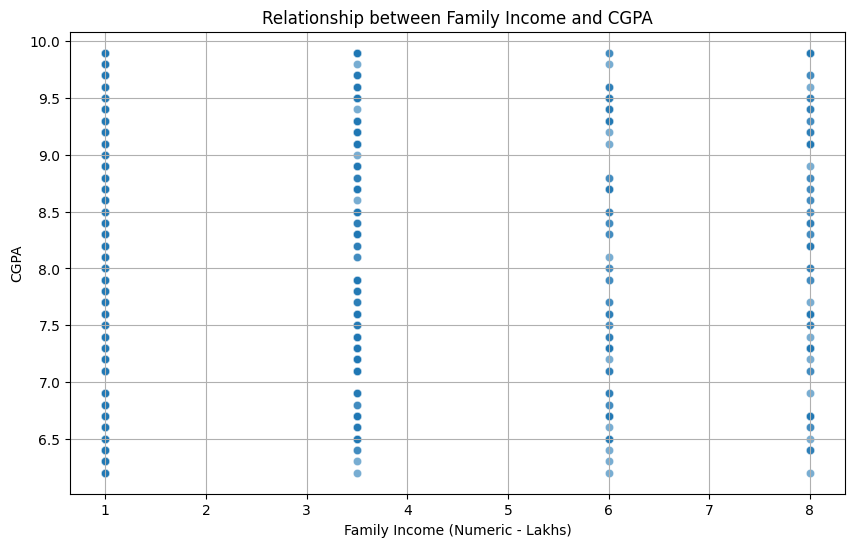 Relationship between Family Income and CGPA
10.0
9.5
9.0
8.5
8.0
7.5
7.0
6.5
CGPA
1 2 3 4 5 6 7 8
Family Income (Numeric - Lakhs)